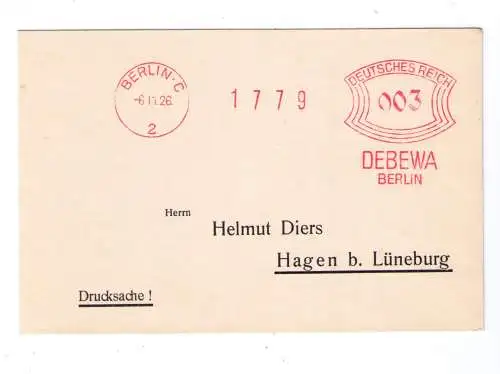 BERLIN·C
-6.11.26.
2
1779
DEUTSCHES REICH
003
DEBEWA
BERLIN
Herrn
Helmut Diers
Hagen b. Lüneburg
Drucksache!